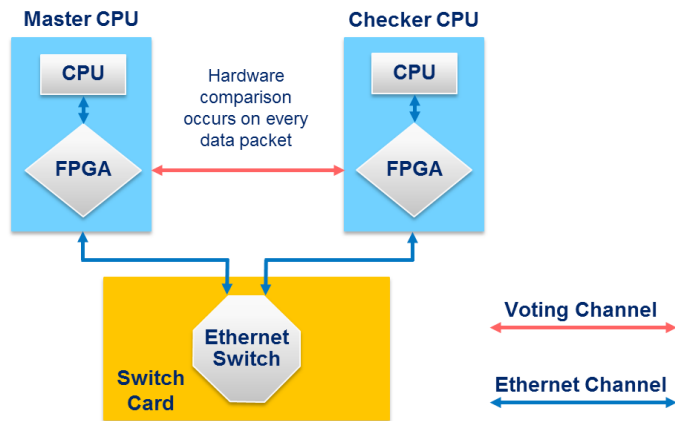 Master CPU
Checker CPU
CPU
CPU
Hardware
comparison
occurs on every
data packet
FPGA
FPGA
Ethernet
Switch
Switch
Card
Voting Channel
Ethernet Channel